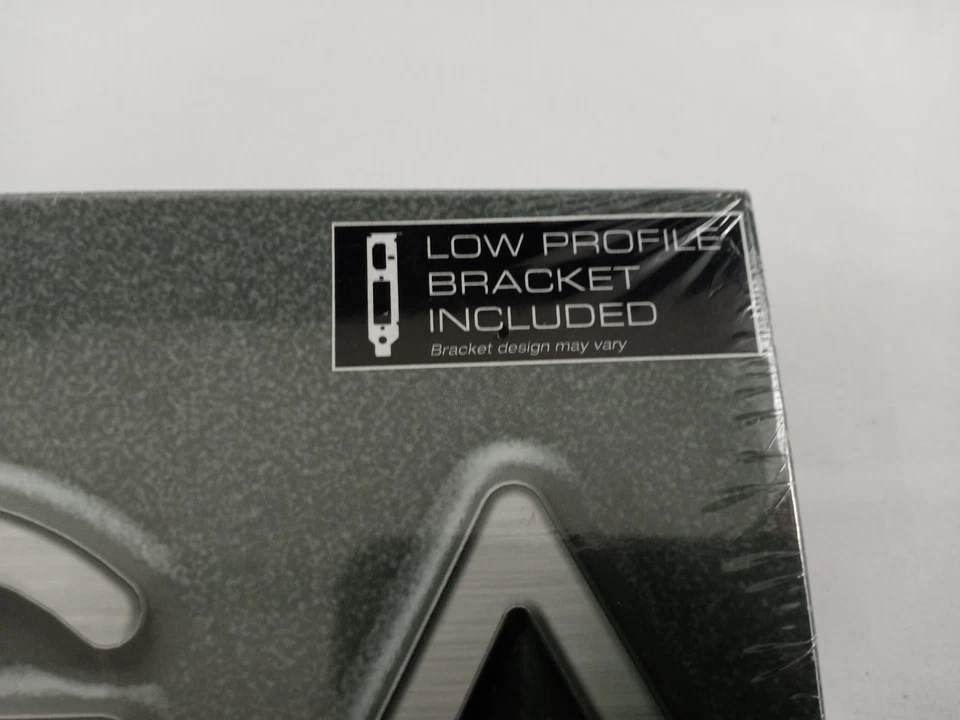 LOW PROFILE
BRACKET
INCLUDED
Bracket design may vary
A